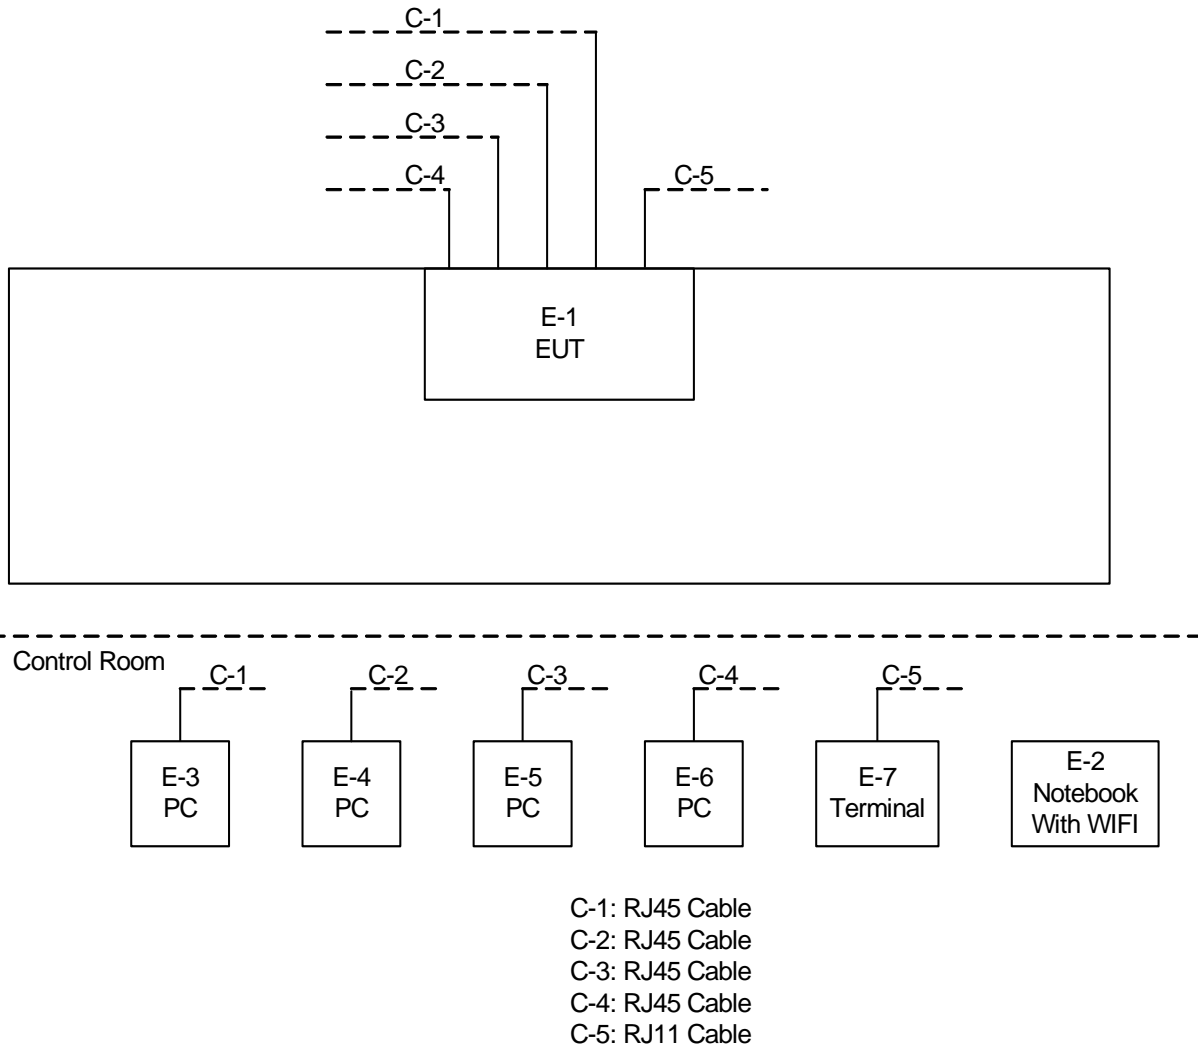 C-1
C-2
C-3
C-4
C-5
E-1
EUT
Control Room
C-1
C-2
C-3
C-4
C-5
E-3
PC
E-4
PC
E-5
PC
E-6
PC
E-7
Terminal
E-2
Notebook
With WIFI
C-1: RJ45 Cable
C-2: RJ45 Cable
C-3: RJ45 Cable
C-4: RJ45 Cable
C-5: RJ11 Cable